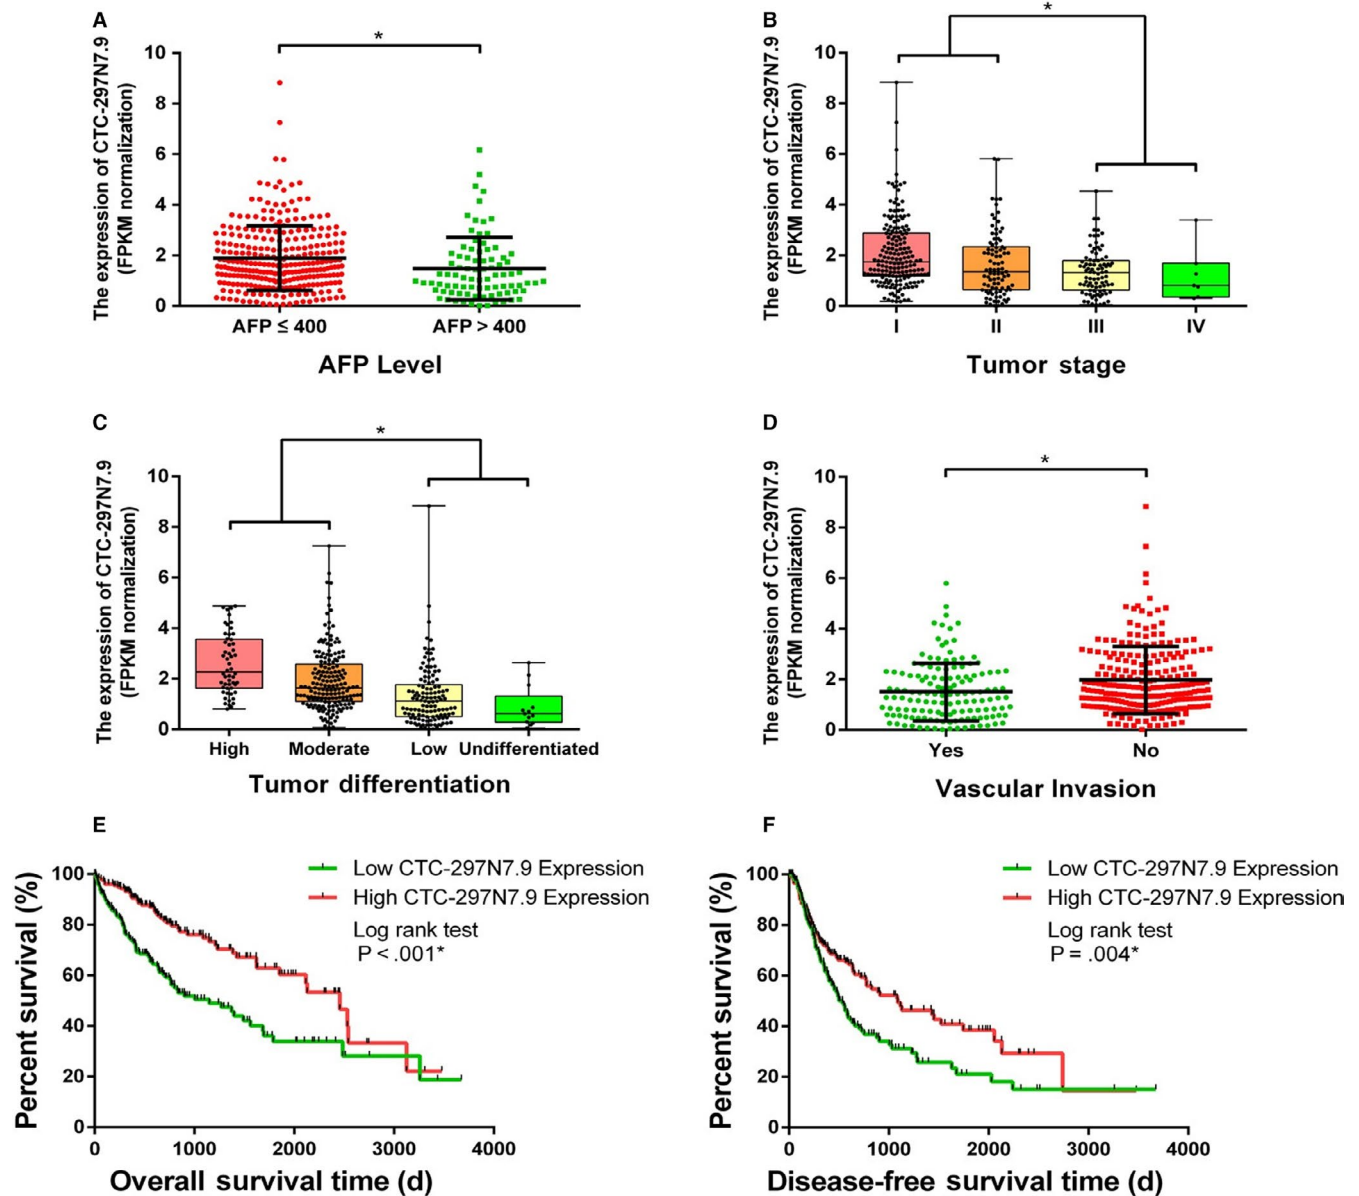 A
The expression of CTC-297N7.9
(FPKM normalization)
10
8
6
4
2
0
*
AFP ≤ 400
AFP > 400
AFP Level
B
The expression of CTC-297N7.9
(FPKM normalization)
10
8
6
4
2
0
*
I
II
III
IV
Tumor stage
C
The expression of CTC-297N7.9
(FPKM normalization)
10
8
6
4
2
0
*
High
Moderate
Low
Undifferentiated
Tumor differentiation
D
The expression of CTC-297N7.9
(FPKM normalization)
10
8
6
4
2
0
*
Yes
No
Vascular Invasion
E
Percent survival (%)
100
80
60
40
20
0
Low CTC-297N7.9 Expression
High CTC-297N7.9 Expression
Log rank test
P < .001*
0
1000
2000
3000
4000
Overall survival time (d)
F
Percent survival (%)
100
80
60
40
20
0
Low CTC-297N7.9 Expression
High CTC-297N7.9 Expression
Log rank test
P = .004*
0
1000
2000
3000
4000
Disease-free survival time (d)